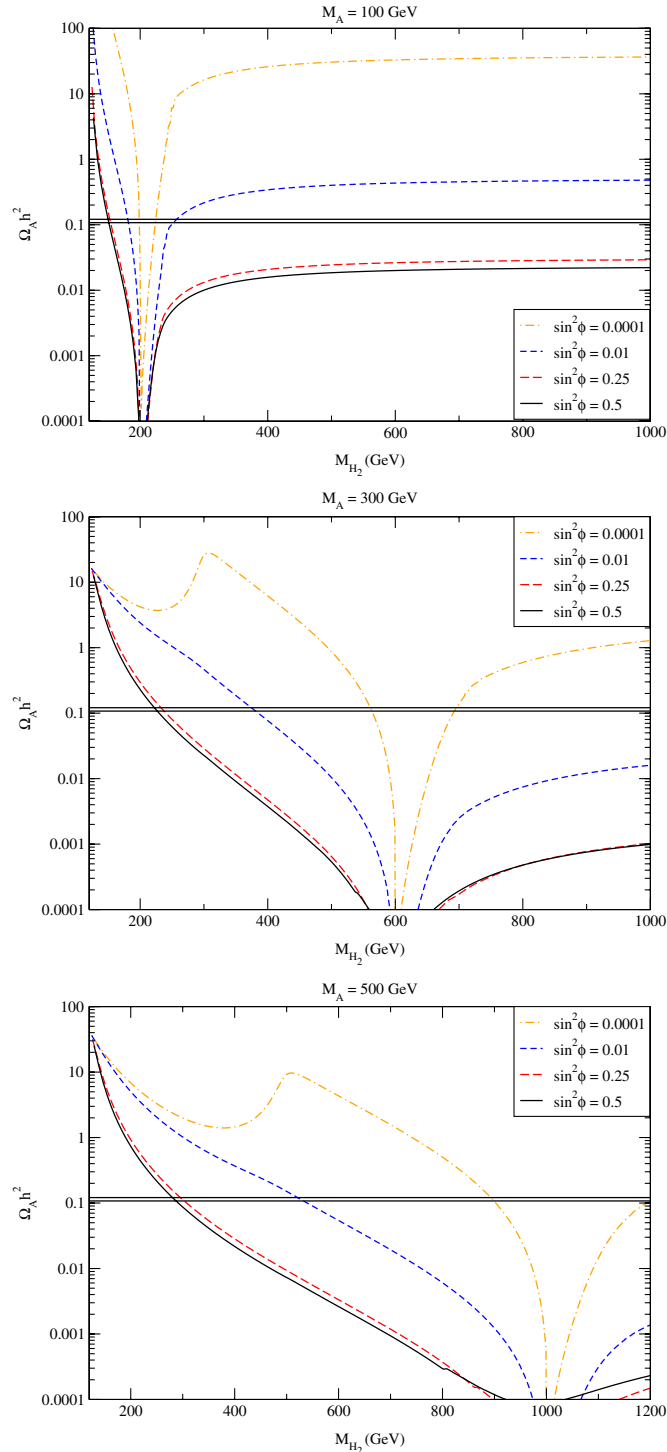 M_A = 100 GeV
100
10
1
0.1
0.01
0.001
0.0001
Ω_A h²
200 400 600 800 1000
M_H₂ (GeV)
sin²ϕ = 0.0001
sin²ϕ = 0.01
sin²ϕ = 0.25
sin²ϕ = 0.5
M_A = 300 GeV
100
10
1
0.1
0.01
0.001
0.0001
Ω_A h²
200 400 600 800 1000
M_H₂
sin²ϕ = 0.0001
sin²ϕ = 0.01
sin²ϕ = 0.25
sin²ϕ = 0.5
M_A = 500 GeV
100
10
1
0.1
0.01
0.001
0.0001
Ω_A h²
200 400 600 800 1000 1200
M_H₂
sin²ϕ = 0.0001
sin²ϕ = 0.01
sin²ϕ = 0.25
sin²ϕ = 0.5